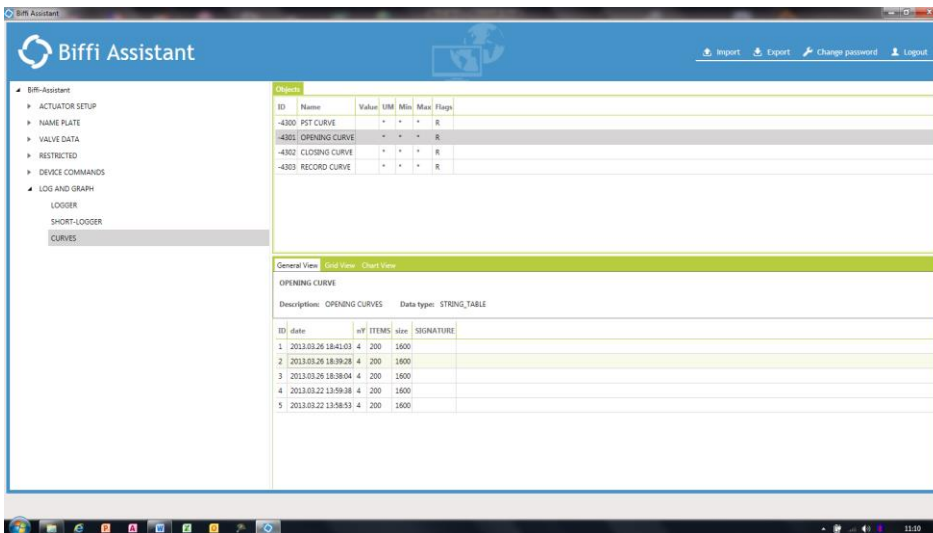 Biffi Assistant
Biffi Assistant
Import Export Change password Logout
Biffi-Assistant
ACTUATOR SETUP
NAME PLATE
VALVE DATA
RESTRICTED
DEVICE COMMANDS
LOG AND GRAPH
LOGGER
SHORT-LOGGER
CURVES
Objects
ID Name Value UM Min Max Flags
-4300 PST CURVE * * * R
-4301 OPENING CURVE * * * R
-4302 CLOSING CURVE * * * R
-4303 RECORD CURVE * * * R
General View Grid View Chart View
OPENING CURVE
Description: OPENING CURVES Data type: STRING_TABLE
ID date nY ITEMS size SIGNATURE
1 2013.03.26 18:41:03 4 200 1600
2 2013.03.26 18:39:28 4 200 1600
3 2013.03.26 18:38:04 4 200 1600
4 2013.03.22 13:59:38 4 200 1600
5 2013.03.22 13:58:53 4 200 1600
11:10